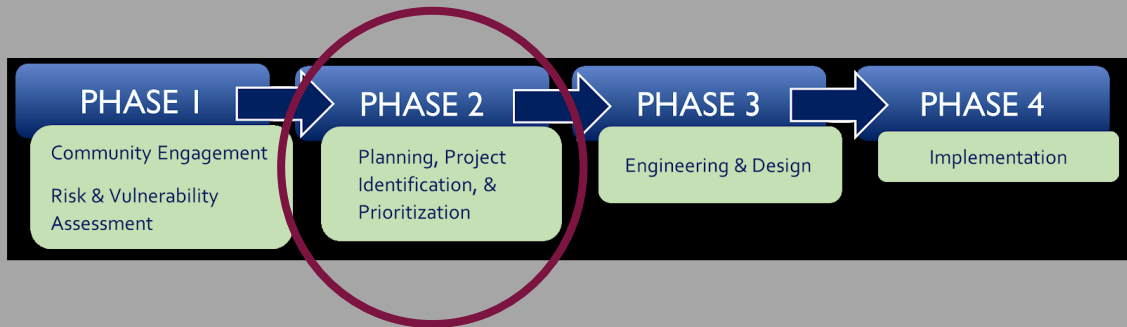 PHASE 1
Community Engagement
Risk & Vulnerability
Assessment
PHASE 2
Planning, Project
Identification, &
Prioritization
PHASE 3
Engineering & Design
PHASE 4
Implementation